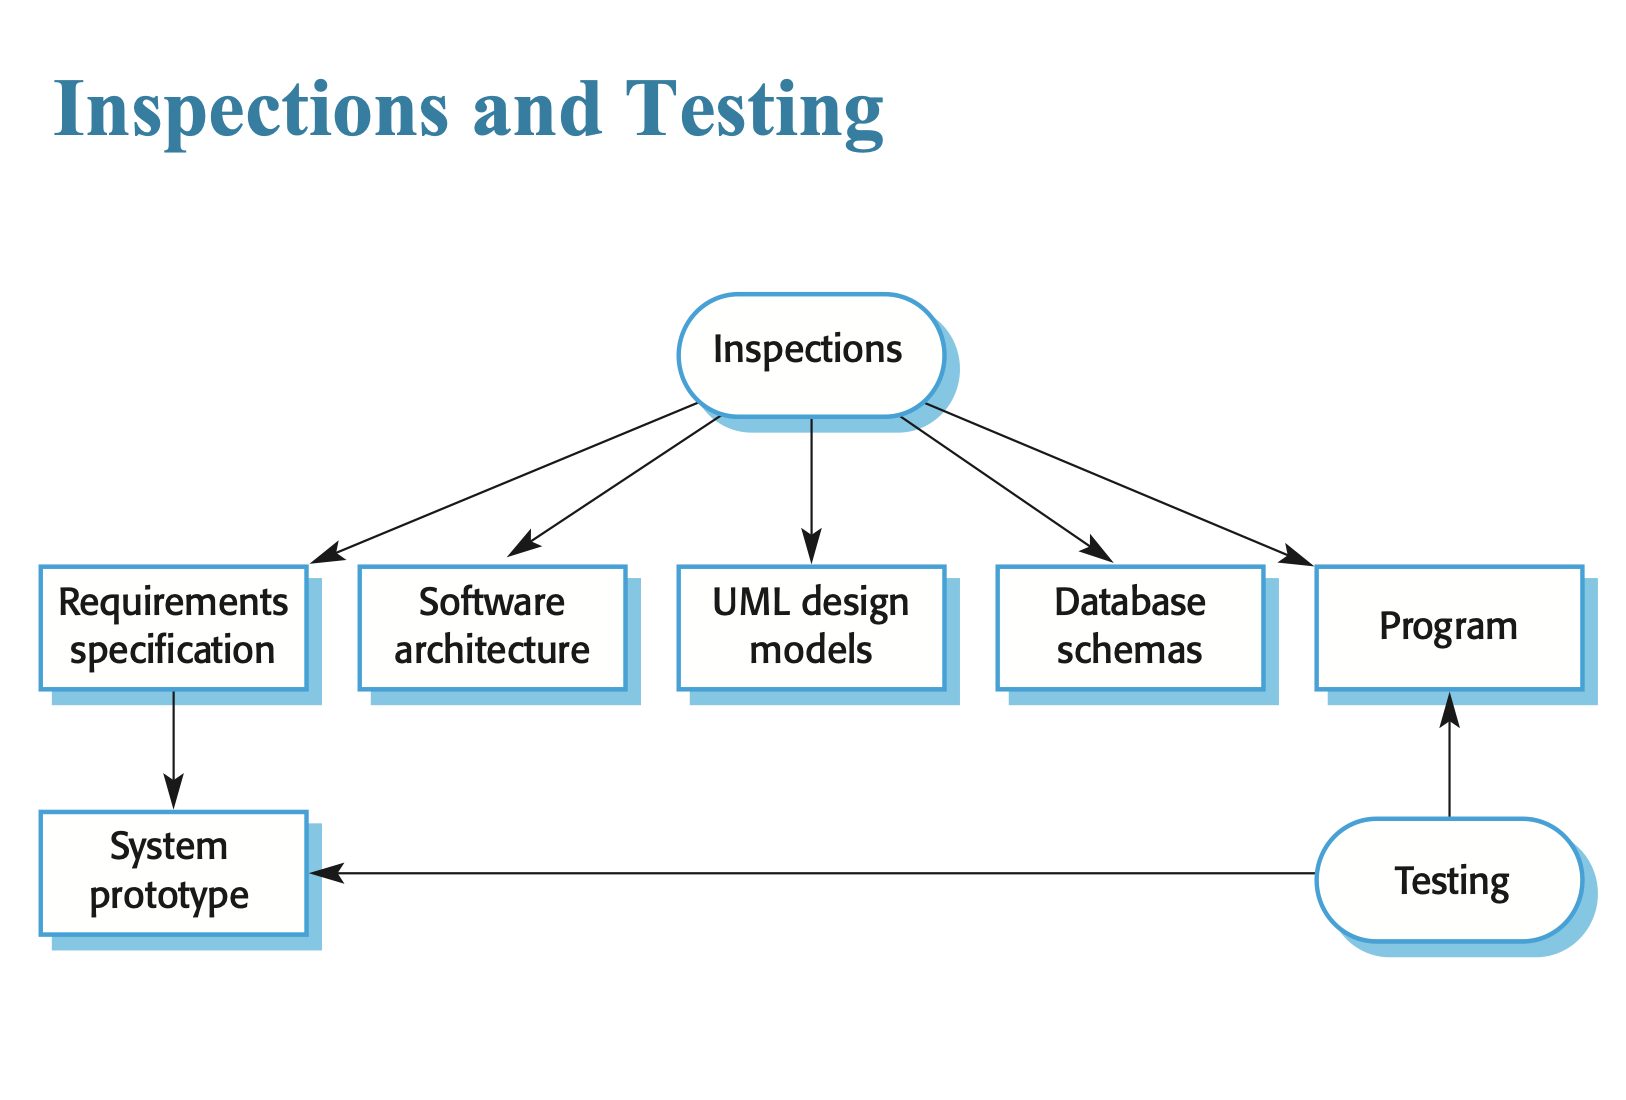 Inspections and Testing
Inspections
Requirements
specification
Software
architecture
UML design
models
Database
schemas
Program
System
prototype
Testing